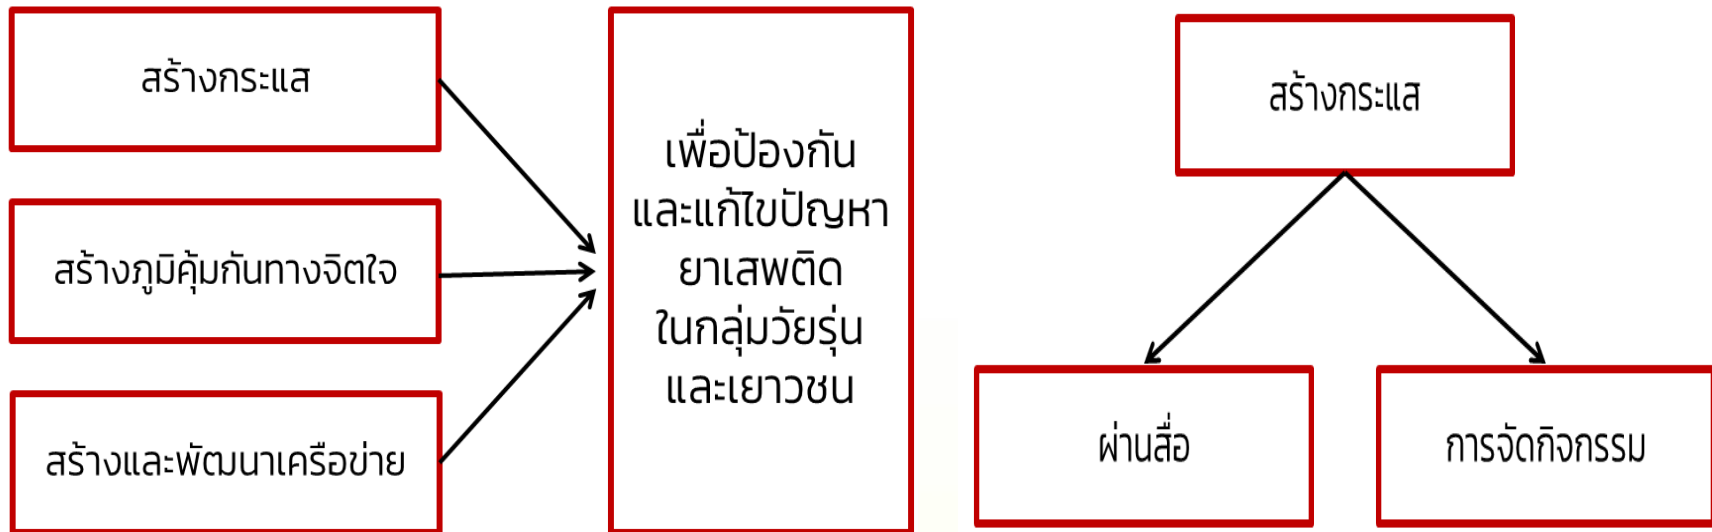 สร้างกระแส
สร้างภูมิคุ้มกันทางจิตใจ
สร้างและพัฒนาเครือข่าย
เพื่อป้องกัน
และแก้ไขปัญหา
ยาเสพติด
ในกลุ่มวัยรุ่น
และเยาวชน
สร้างกระแส
ผ่านสื่อ
การจัดกิจกรรม